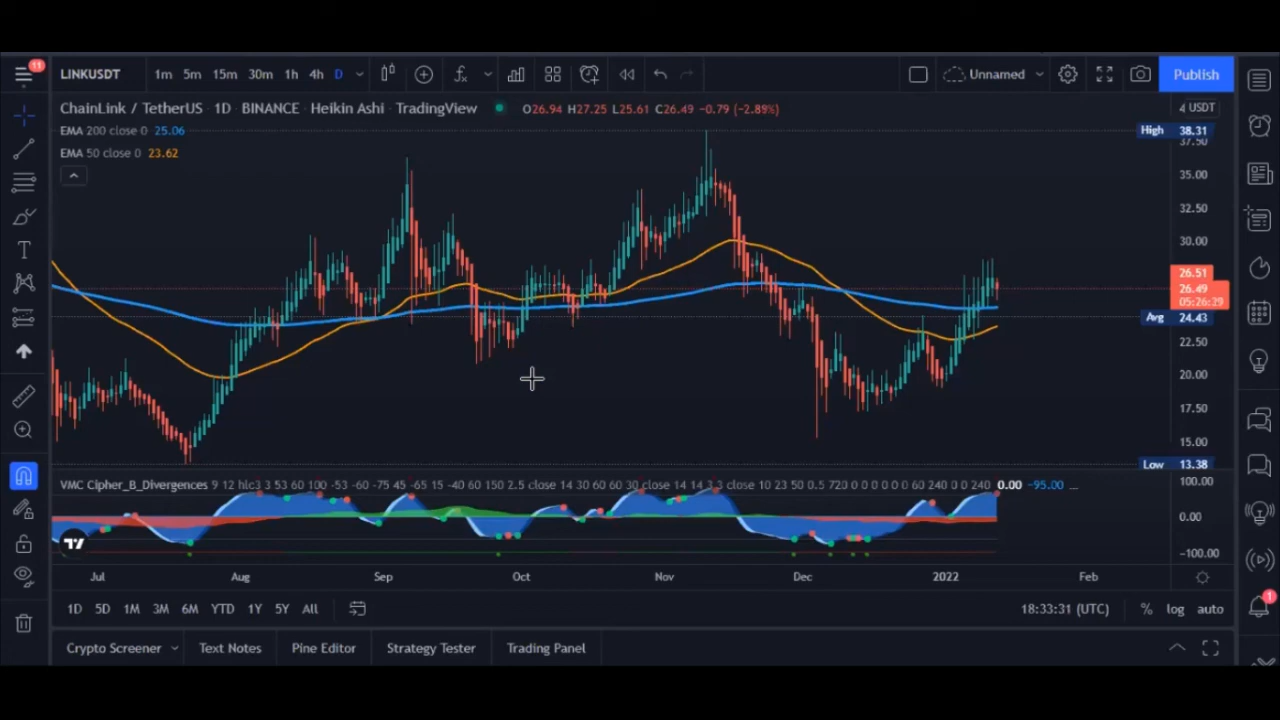 11
LINKUSDT 1m 5m 15m 30m 1h 4h D Unnamed Publish
ChainLink / TetherUS 1D BINANCE Heikin Ashi TradingView O26.94 H27.25 L25.61 C26.49 −0.79 (−2.89%)
4 USDT
EMA 200 close 0 25.06
High 38.31
37.50
EMA 50 close 0 23.62
35.00
32.50
30.00
26.51
26.49
05:26:29
Avg 24.43
22.50
20.00
17.50
15.00
Low 13.38
VMC Cipher_B_Divergences 9 12 hlc3 3 53 60 100 -53 -60 -75 45 -65 15 -40 60 150 2.5 close 14 30 60 60 30 close 14 14 3 3 close 10 23 50 0.5 720 0 0 0 0 0 60 240 0 0 240 0.00 −95.00 ...
100.00
0.00
−100.00
Jul Aug Sep Oct Nov Dec 2022 Feb
1D 5D 1M 3M 6M YTD 1Y 5Y All 18:33:31 (UTC) % log auto
1
Crypto Screener Text Notes Pine Editor Strategy Tester Trading Panel